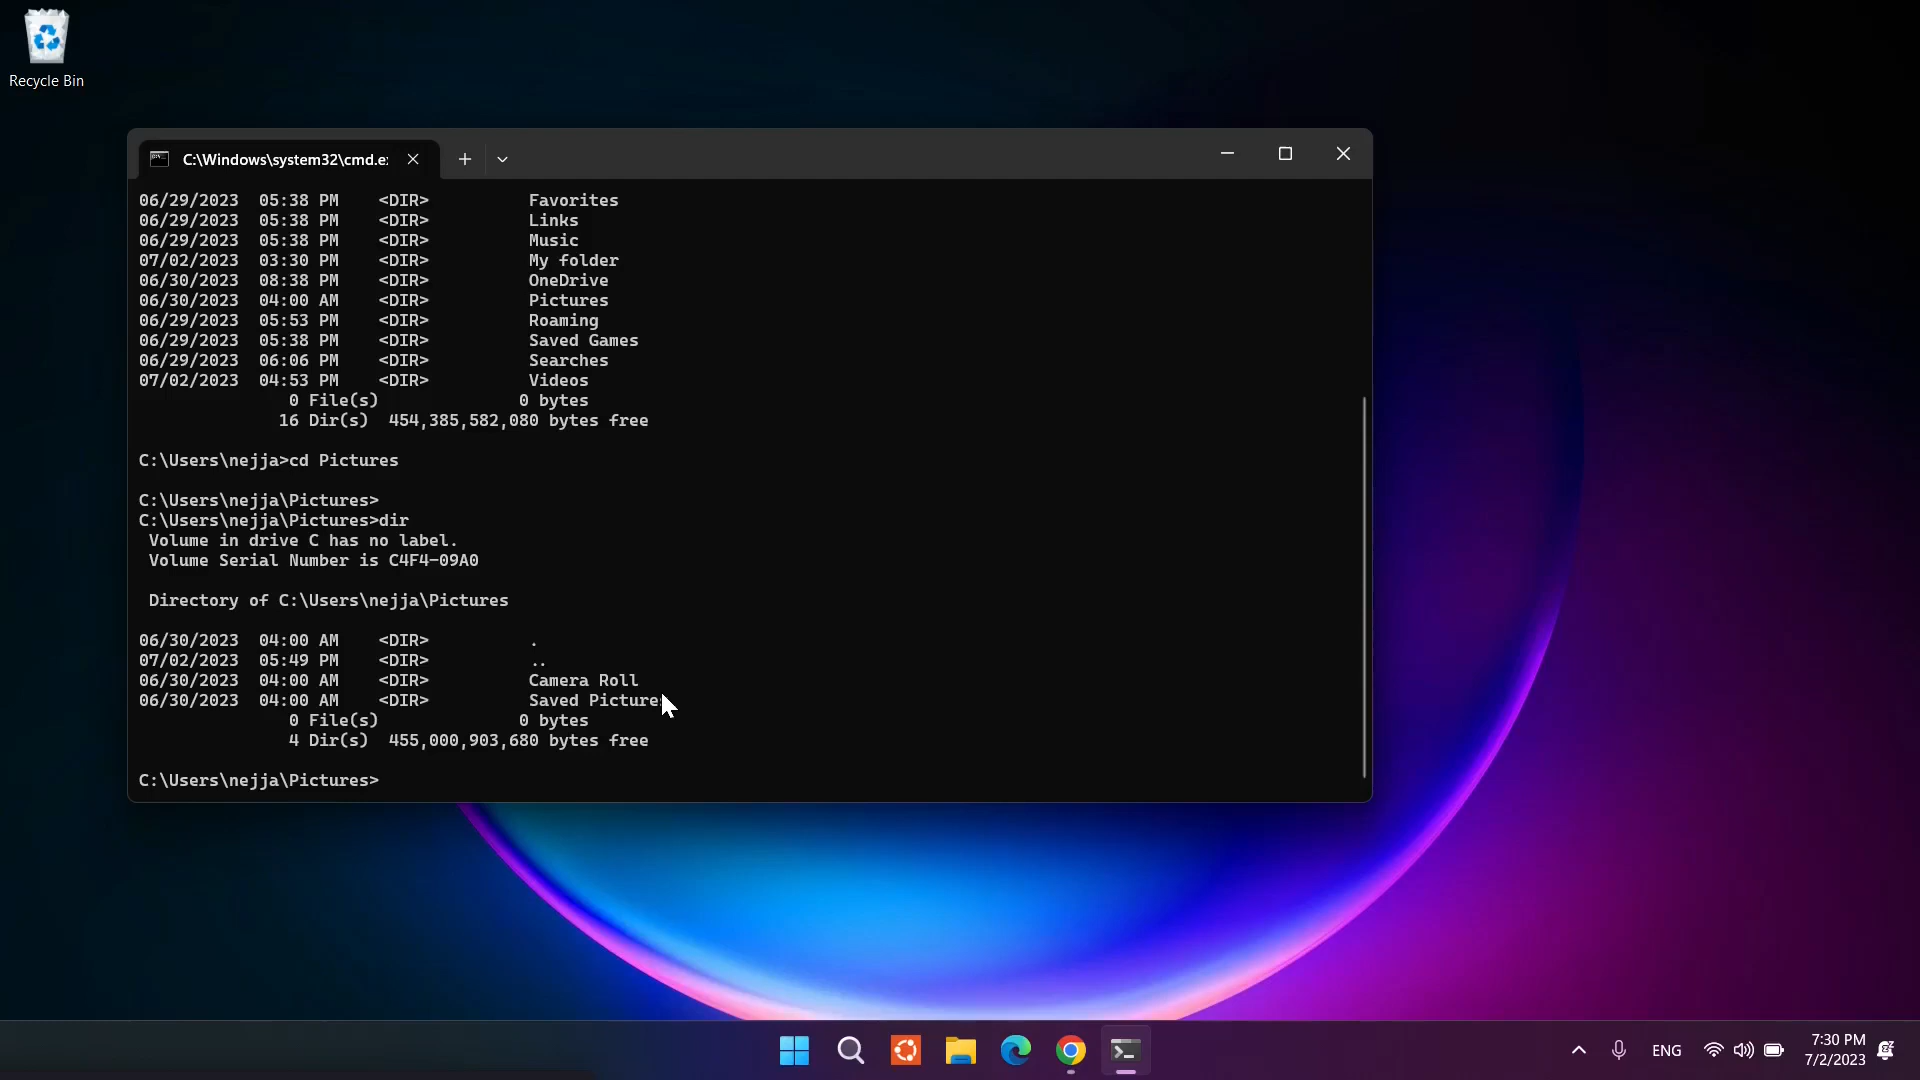 Recycle Bin
C:\Windows\system32\cmd.e
06/29/2023  05:38 PM    <DIR>          Favorites
06/29/2023  05:38 PM    <DIR>          Links
06/29/2023  05:38 PM    <DIR>          Music
07/02/2023  03:30 PM    <DIR>          My folder
06/30/2023  08:38 PM    <DIR>          OneDrive
06/30/2023  04:00 AM    <DIR>          Pictures
06/29/2023  05:53 PM    <DIR>          Roaming
06/29/2023  05:38 PM    <DIR>          Saved Games
06/29/2023  06:06 PM    <DIR>          Searches
07/02/2023  04:53 PM    <DIR>          Videos
0 File(s)              0 bytes
16 Dir(s)  454,385,582,080 bytes free
C:\Users\nejja>cd Pictures
C:\Users\nejja\Pictures>
C:\Users\nejja\Pictures>dir
Volume in drive C has no label.
Volume Serial Number is C4F4-09A0
Directory of C:\Users\nejja\Pictures
06/30/2023  04:00 AM    <DIR>          .
07/02/2023  05:49 PM    <DIR>          ..
06/30/2023  04:00 AM    <DIR>          Camera Roll
06/30/2023  04:00 AM    <DIR>          Saved Pictures
0 File(s)              0 bytes
4 Dir(s)  455,000,903,680 bytes free
C:\Users\nejja\Pictures>
ENG
7:30 PM
7/2/2023